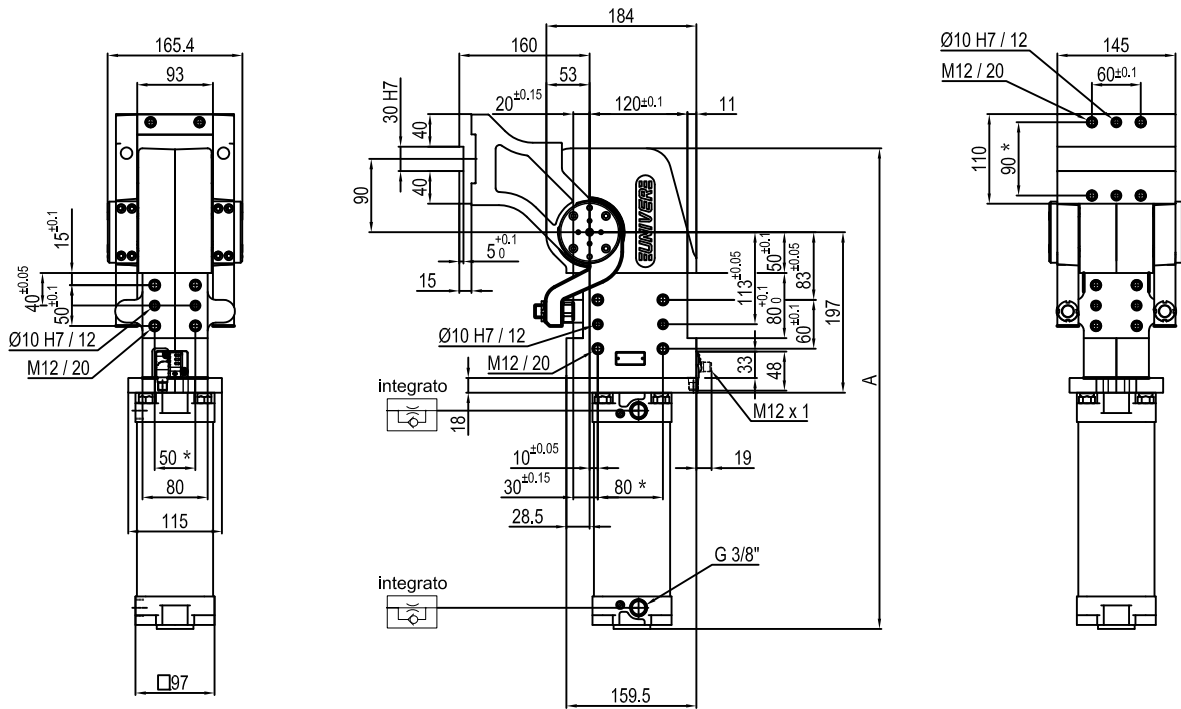 165.4
93
15±0.1
40±0.05
50±0.1
Ø10 H7 / 12
M12 / 20
50 *
80
115
□97
184
160
53
20±0.15
120±0.1
11
30 H7
40
90
40
5 +0.1 0
15
UNIVER
50±0.1
83±0.05
113±0.05
80 +0.1 0
60±0.1
197
A
Ø10 H7 / 12
M12 / 20
33
48
M12 x 1
integrato
18
10±0.05
19
30±0.15
80 *
28.5
G 3/8"
integrato
159.5
Ø10 H7 / 12
M12 / 20
145
60±0.1
110
90 *